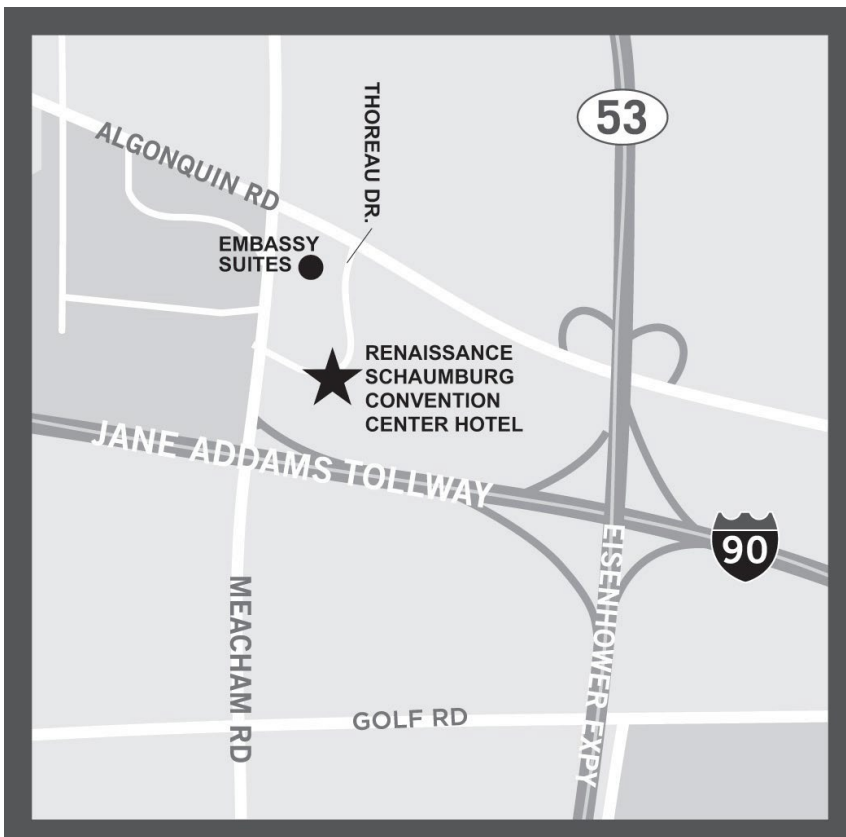 53
THOREAU DR.
ALGONQUIN RD
EMBASSY
SUITES
RENAISSANCE
SCHAUMBURG
CONVENTION
CENTER HOTEL
JANE ADDAMS TOLLWAY
90
EISENHOWER EXPY
MEACHAM RD
GOLF RD